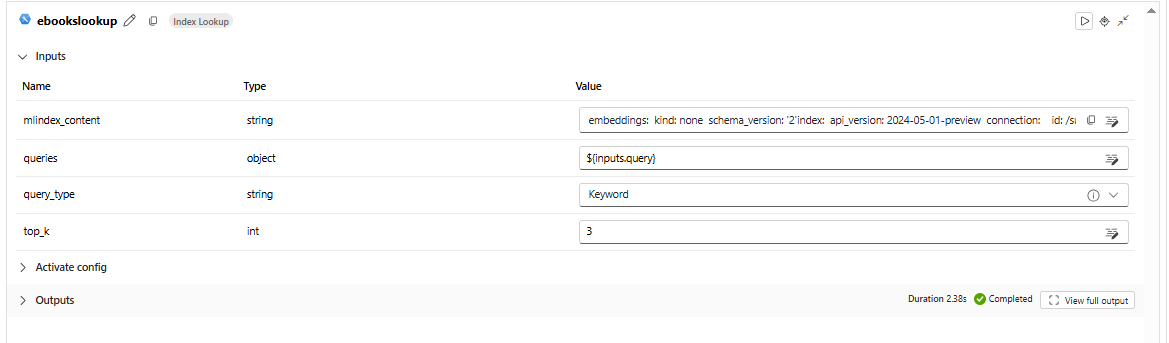 ebookslookup Index Lookup
Inputs
Name Type Value
mlindex_content string embeddings: kind: none schema_version: '2'index: api_version: 2024-05-01-preview connection: id: /su
queries object ${inputs.query}
query_type string Keyword
top_k int 3
Activate config
Outputs Duration 2.38s Completed View full output